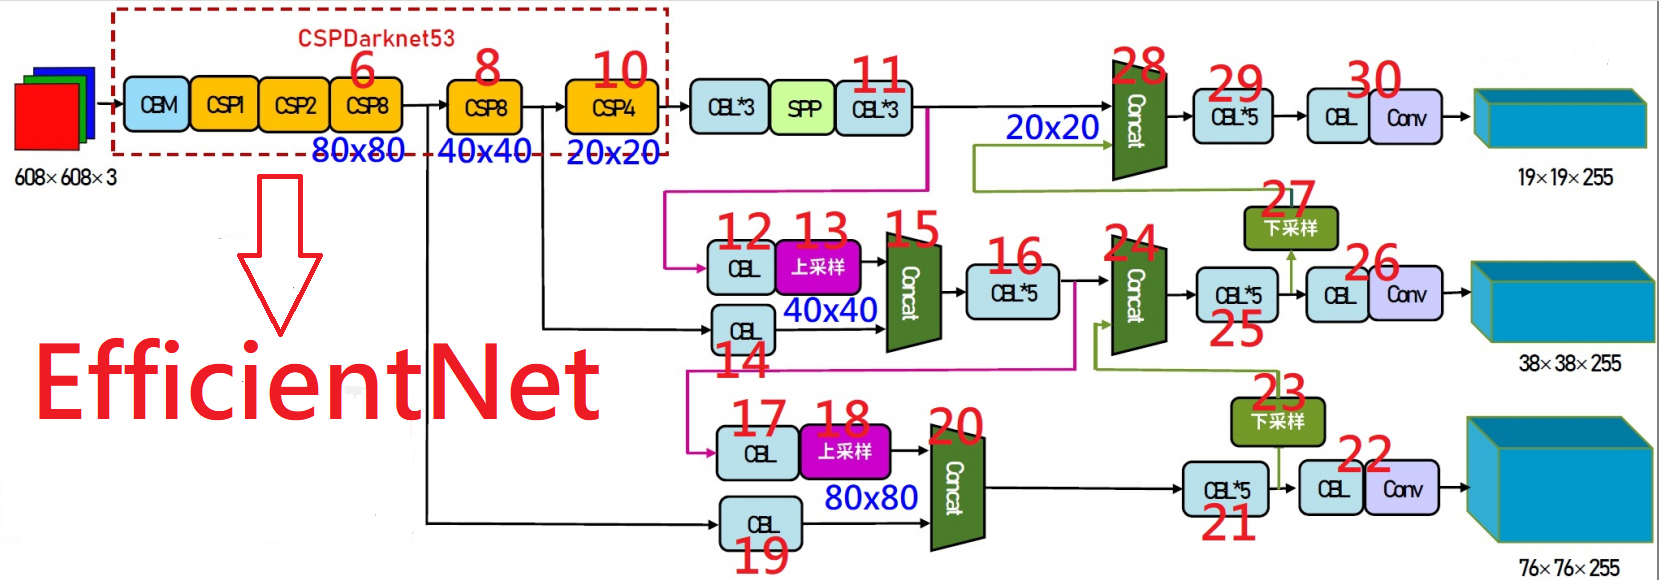 CSPDarknet53
6
8
10
11
28
29
30
CBM
CSP1
CSP2
CSP8
CSP8
CSP4
CBL*3
SPP
CBL*3
Concat
CBL*5
CBL
Conv
80x80
40x40
20x20
20x20
608×608×3
19×19×255
27
下采样
12
13
15
16
24
26
CBL
上采样
Concat
CBL*5
Concat
CBL*5
CBL
Conv
40x40
CBL
14
25
38×38×255
EfficientNet
23
下采样
17
18
20
22
CBL
上采样
Concat
CBL*5
CBL
Conv
80x80
21
CBL
19
76×76×255